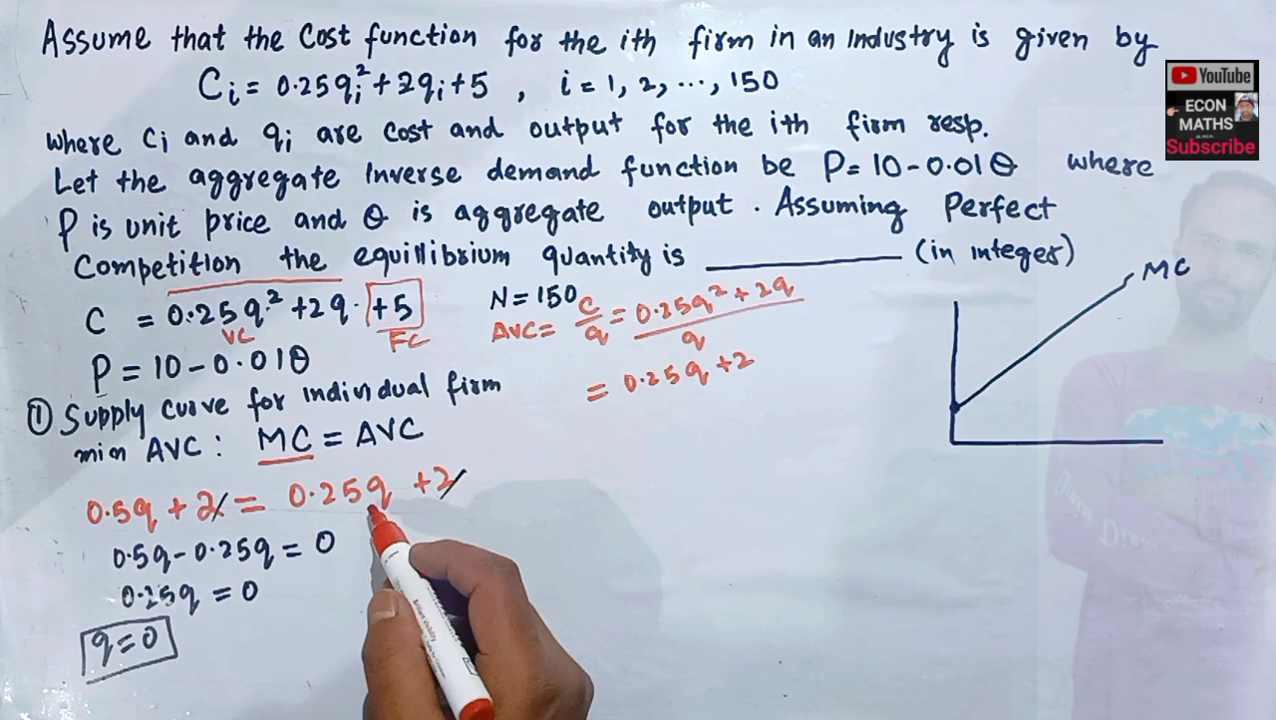 Assume that the Cost function for the ith firm in an Industry is given by
Ci = 0.25qi² + 2qi + 5 , i = 1, 2, ..., 150
where Ci and qi are Cost and output for the ith firm resp.
Let the aggregate Inverse demand function be P = 10 - 0.01Q where
P is unit price and Q is aggregate output. Assuming Perfect
Competition the equilibrium quantity is ________ (in integer)
YouTube
ECON
MATHS
Subscribe
C = 0.25q² + 2q + 5
VC
FC
N = 150
P = 10 - 0.01Q
AVC = C/q = 0.25q² + 2q / q
= 0.25q + 2
① Supply curve for individual firm
min AVC : MC = AVC
0.5q + 2 = 0.25q + 2
0.5q - 0.25q = 0
0.25q = 0
q = 0
MC